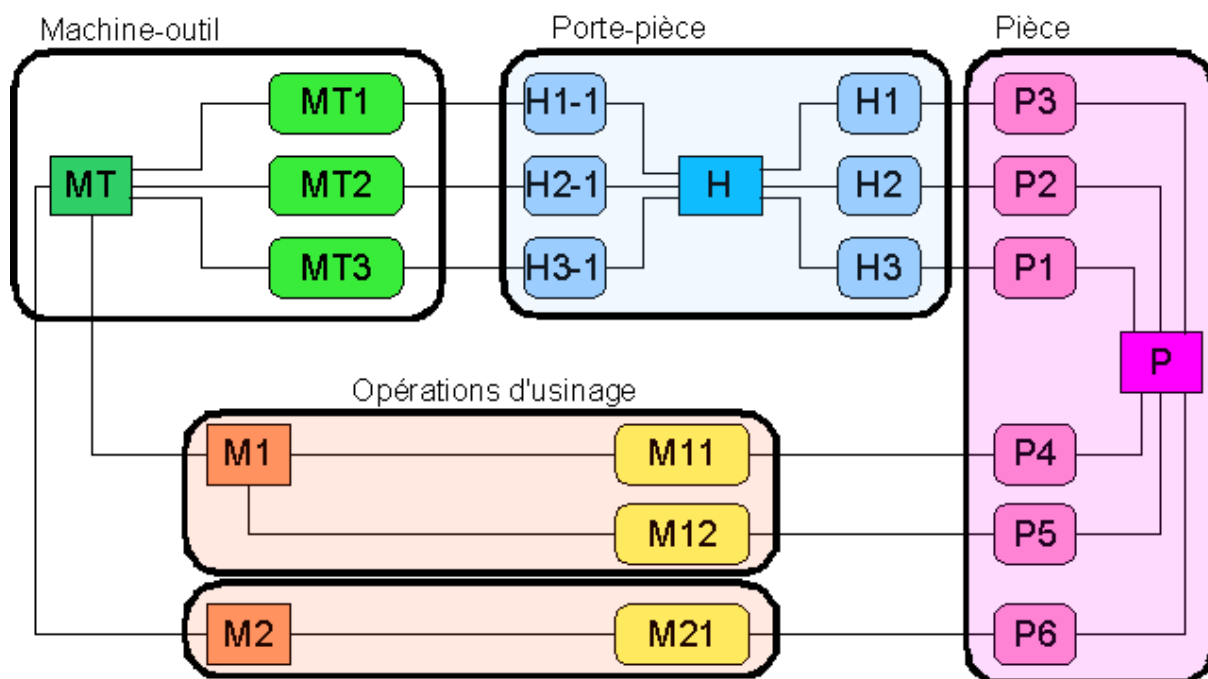 Machine-outil Porte-pièce Pièce
MT1 H1-1 H1 P3
MT MT2 H2-1 H H2 P2
MT3 H3-1 H3 P1
P
Opérations d'usinage
M1 M11 P4
M12 P5
M2 M21 P6